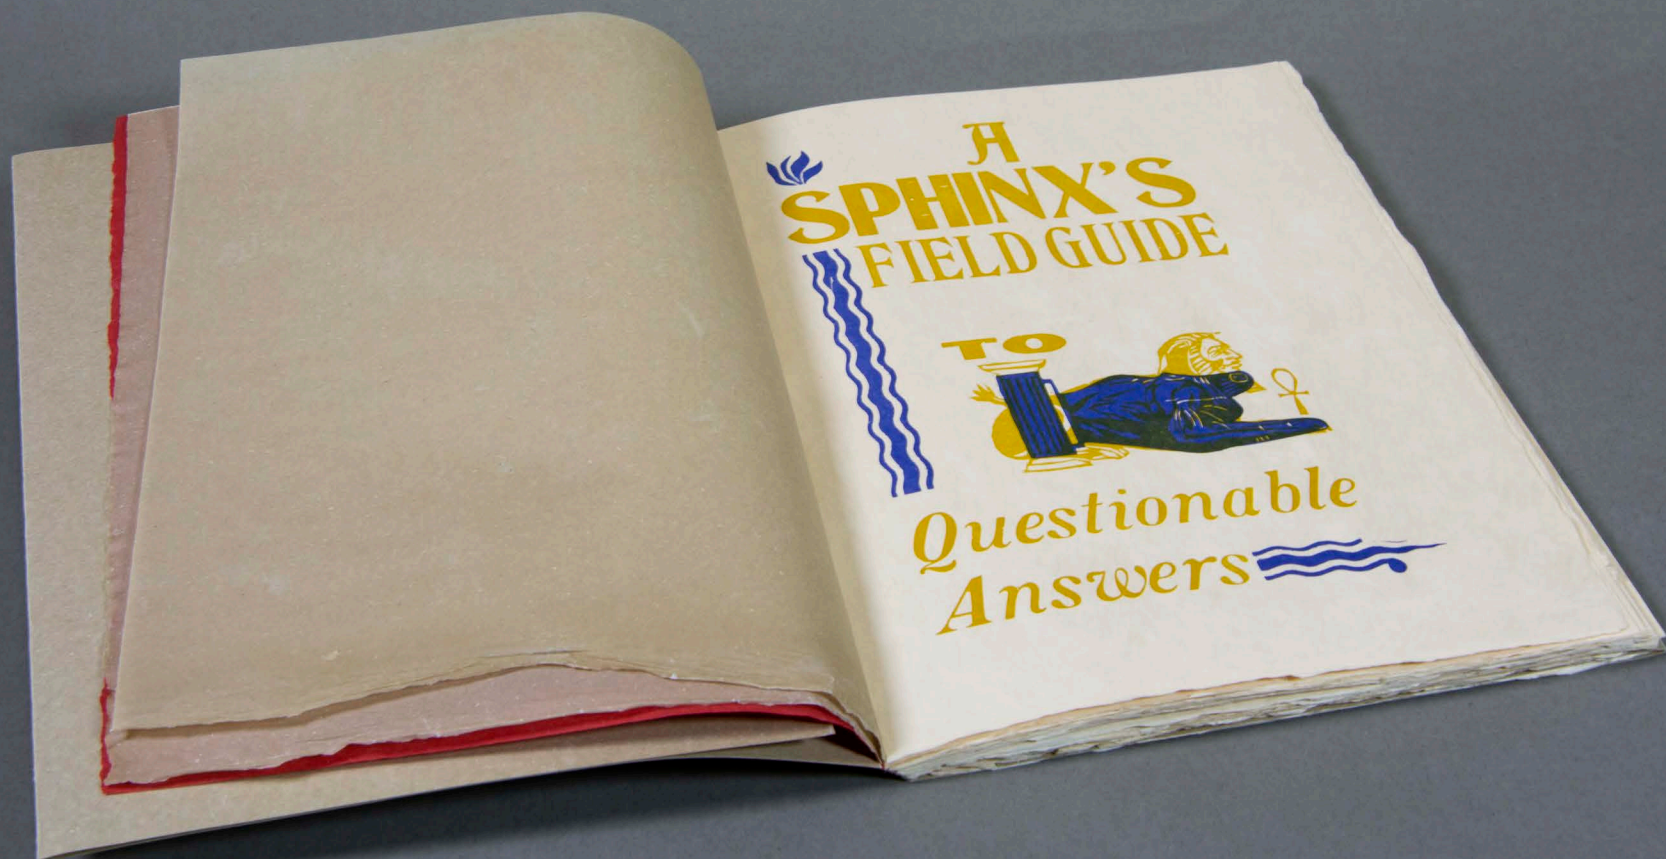 A
SPHINX'S
FIELD GUIDE
TO
Questionable
Answers